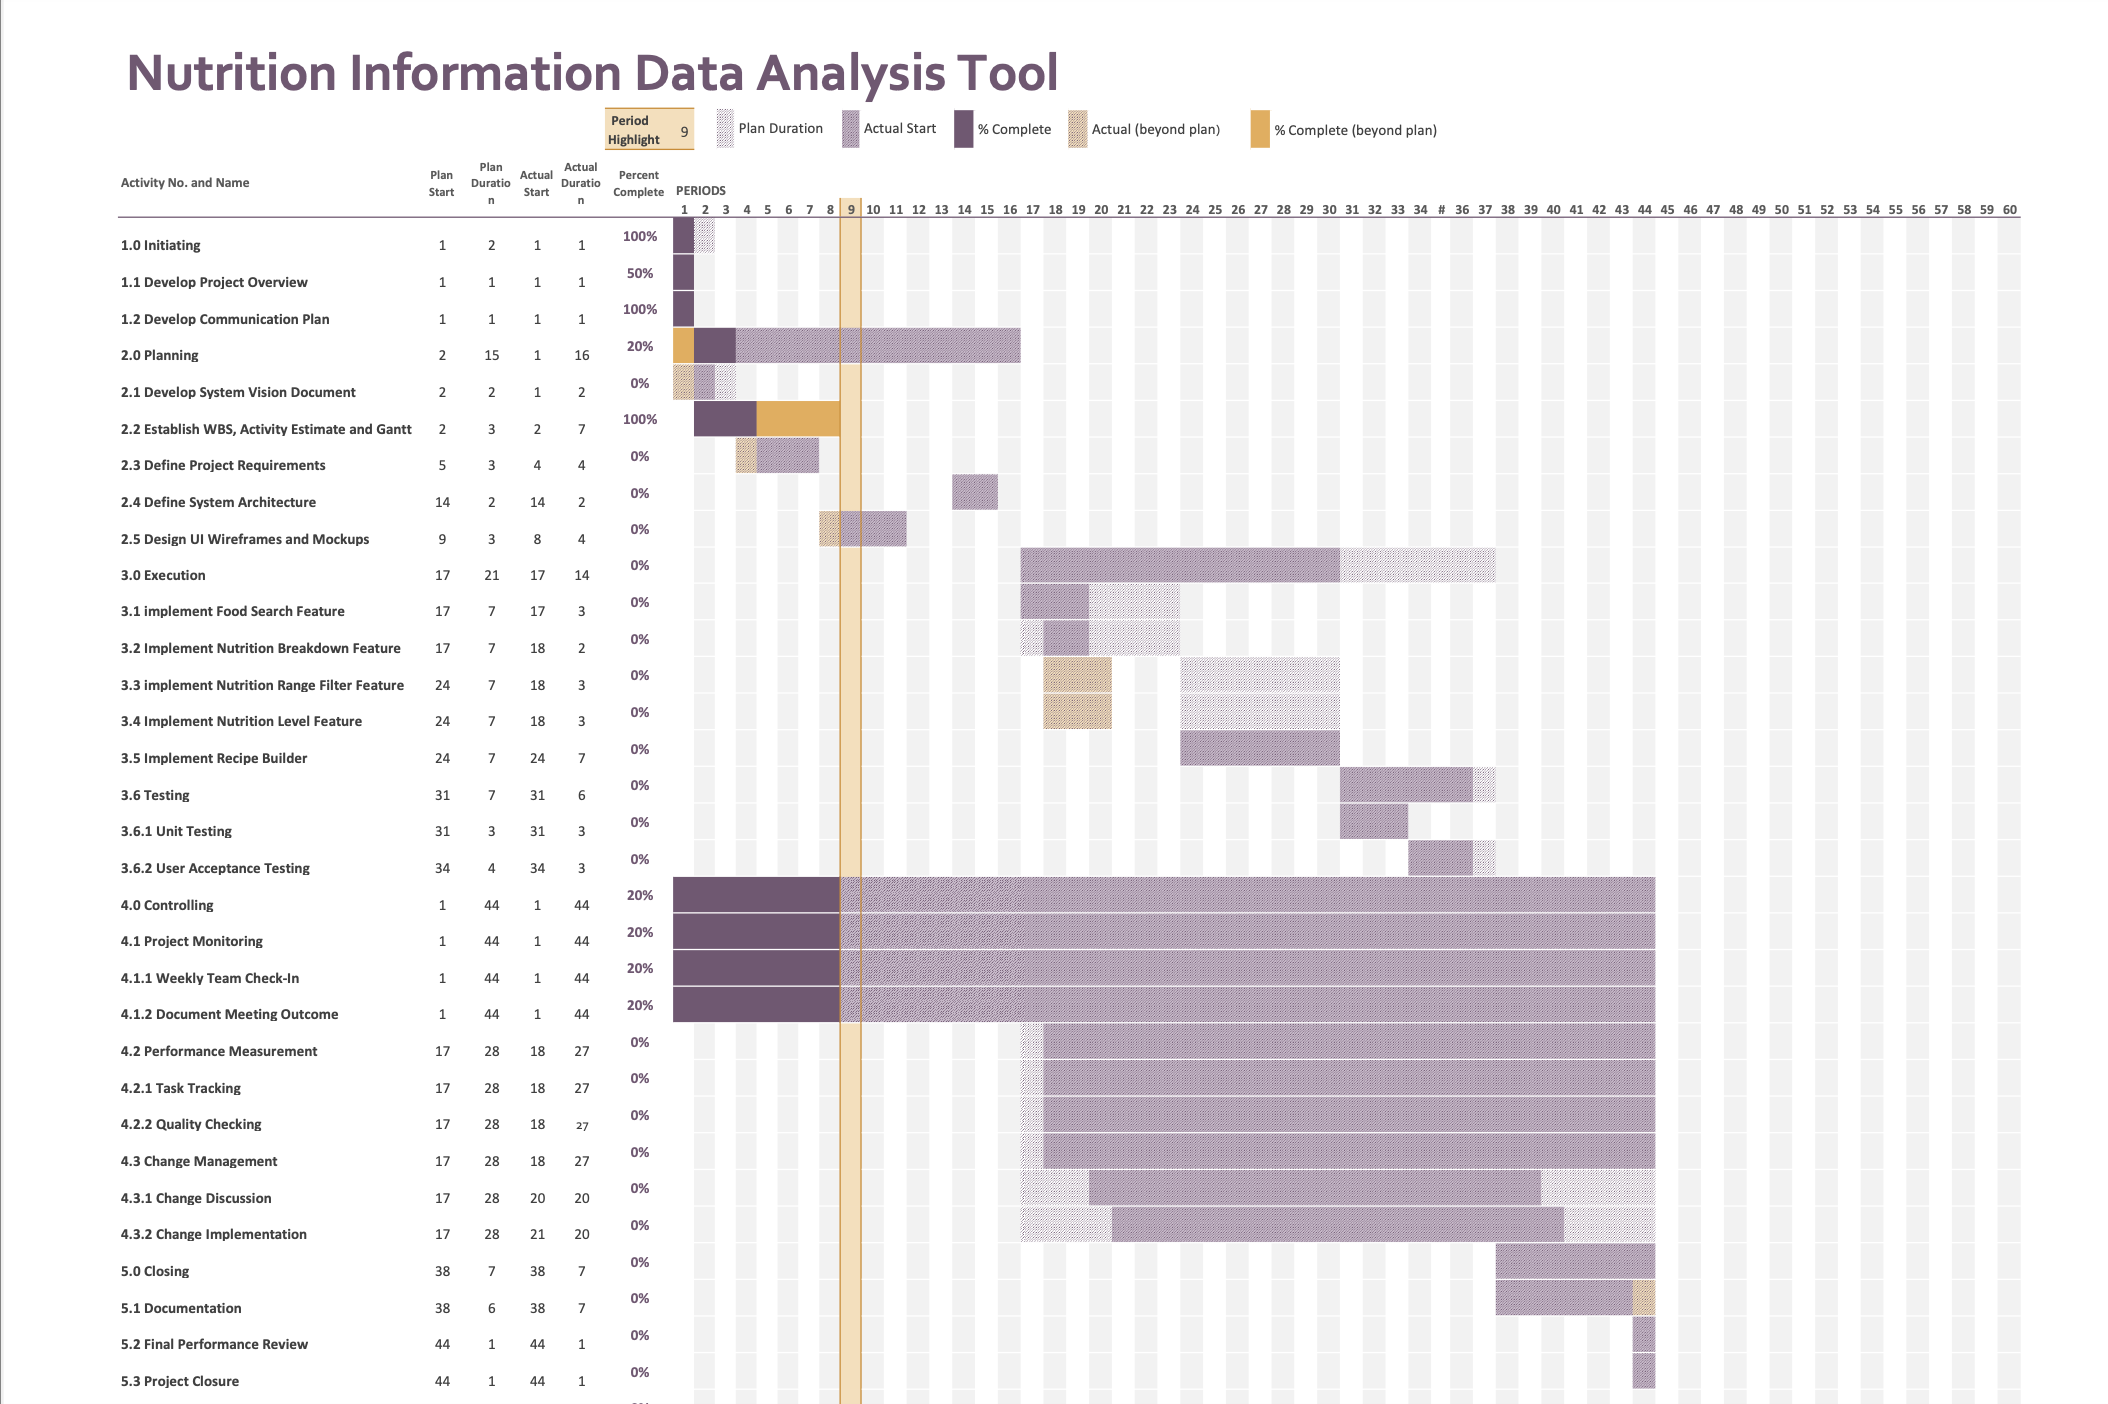 Nutrition Information Data Analysis Tool
Period Highlight 9 Plan Duration Actual Start % Complete Actual (beyond plan) % Complete (beyond plan)
Activity No. and Name Plan Start Plan Duratio n Actual Start Actual Duratio n Percent Complete PERIODS
1 2 3 4 5 6 7 8 9 10 11 12 13 14 15 16 17 18 19 20 21 22 23 24 25 26 27 28 29 30 31 32 33 34 # 36 37 38 39 40 41 42 43 44 45 46 47 48 49 50 51 52 53 54 55 56 57 58 59 60
1.0 Initiating 1 2 1 1 100%
1.1 Develop Project Overview 1 1 1 1 50%
1.2 Develop Communication Plan 1 1 1 1 100%
2.0 Planning 2 15 1 16 20%
2.1 Develop System Vision Document 2 2 1 2 0%
2.2 Establish WBS, Activity Estimate and Gantt 2 3 2 7 100%
2.3 Define Project Requirements 5 3 4 4 0%
2.4 Define System Architecture 14 2 14 2 0%
2.5 Design UI Wireframes and Mockups 9 3 8 4 0%
3.0 Execution 17 21 17 14 0%
3.1 implement Food Search Feature 17 7 17 3 0%
3.2 Implement Nutrition Breakdown Feature 17 7 18 2 0%
3.3 implement Nutrition Range Filter Feature 24 7 18 3 0%
3.4 Implement Nutrition Level Feature 24 7 18 3 0%
3.5 Implement Recipe Builder 24 7 24 7 0%
3.6 Testing 31 7 31 6 0%
3.6.1 Unit Testing 31 3 31 3 0%
3.6.2 User Acceptance Testing 34 4 34 3 0%
4.0 Controlling 1 44 1 44 20%
4.1 Project Monitoring 1 44 1 44 20%
4.1.1 Weekly Team Check-In 1 44 1 44 20%
4.1.2 Document Meeting Outcome 1 44 1 44 20%
4.2 Performance Measurement 17 28 18 27 0%
4.2.1 Task Tracking 17 28 18 27 0%
4.2.2 Quality Checking 17 28 18 27 0%
4.3 Change Management 17 28 18 27 0%
4.3.1 Change Discussion 17 28 20 20 0%
4.3.2 Change Implementation 17 28 21 20 0%
5.0 Closing 38 7 38 7 0%
5.1 Documentation 38 6 38 7 0%
5.2 Final Performance Review 44 1 44 1 0%
5.3 Project Closure 44 1 44 1 0%